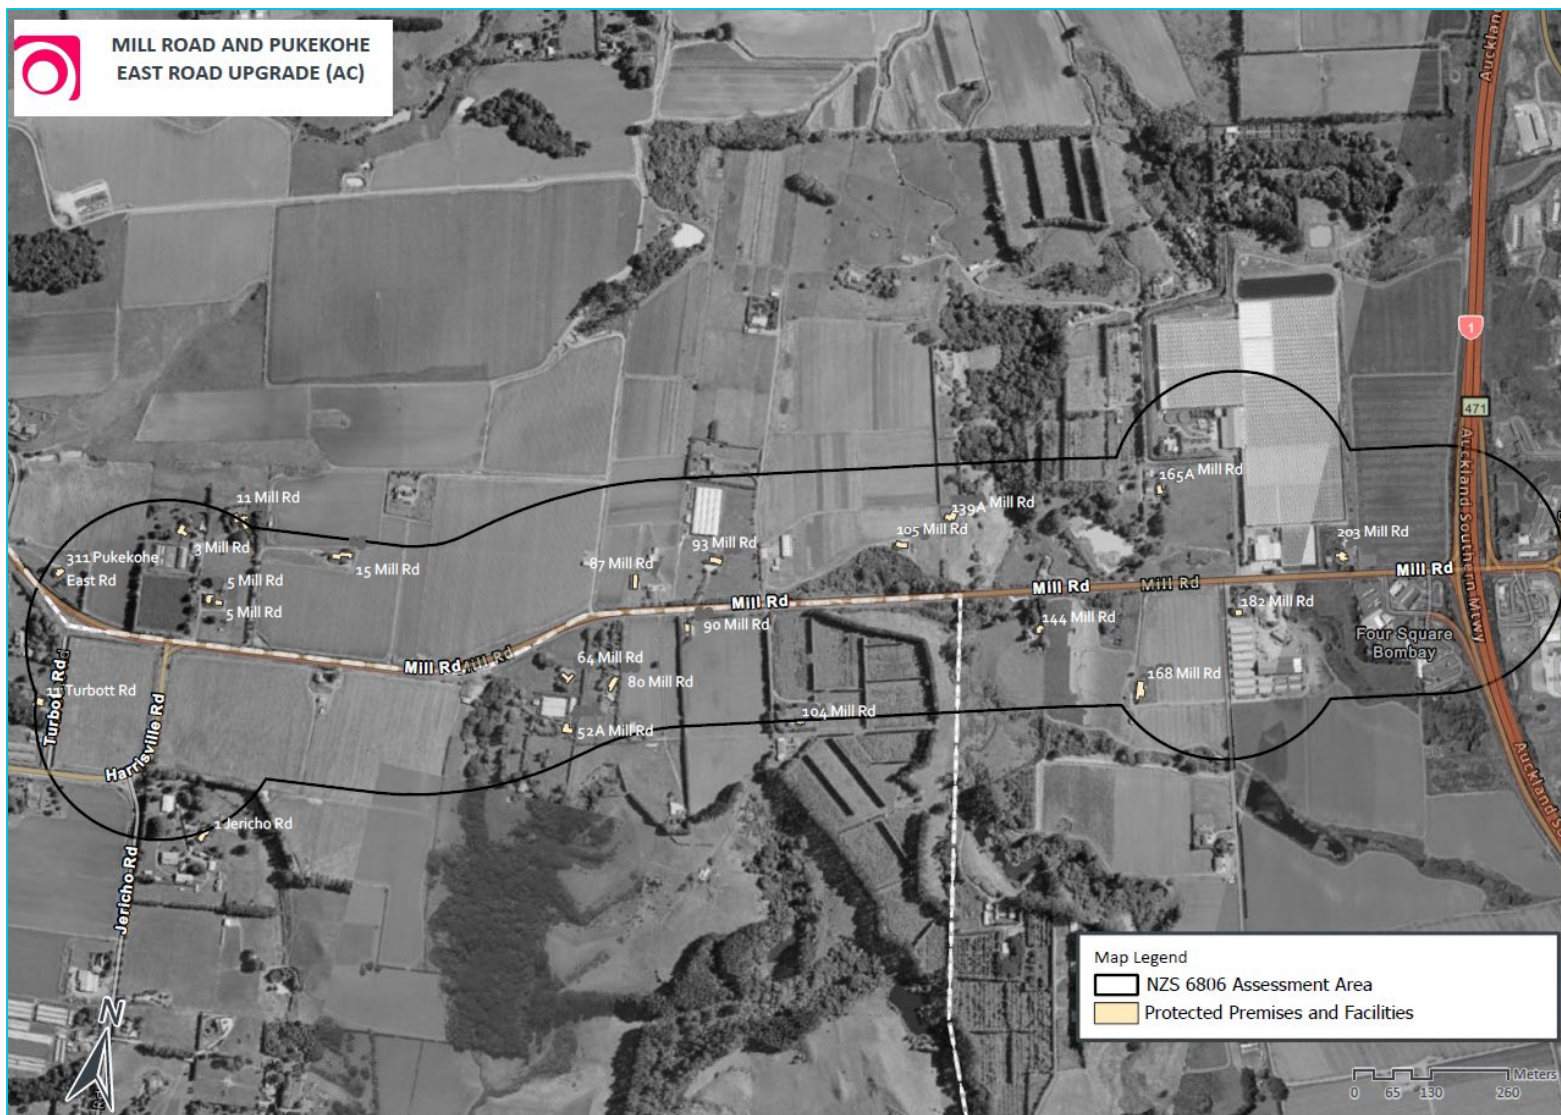 MILL ROAD AND PUKEKOHE
EAST ROAD UPGRADE (AC)
Auckland
1
471
Auckland Southern Mtwy
165A Mill Rd
11 Mill Rd
139A Mill Rd
105 Mill Rd
203 Mill Rd
3 Mill Rd
93 Mill Rd
311 Pukekohe
East Rd
15 Mill Rd
87 Mill Rd
Mill Rd
5 Mill Rd
Mill Rd
Mill Rd
Mill Rd
5 Mill Rd
182 Mill Rd
144 Mill Rd
90 Mill Rd
Four Square
Bombay
Mill Rd
Mill Rd
64 Mill Rd
168 Mill Rd
80 Mill Rd
11 Turbott Rd
Turbott Rd
104 Mill Rd
52A Mill Rd
Harrisville Rd
Auckland S
1 Jericho Rd
Jericho Rd
Map Legend
NZS 6806 Assessment Area
Protected Premises and Facilities
N
Meters
0 65 130 260